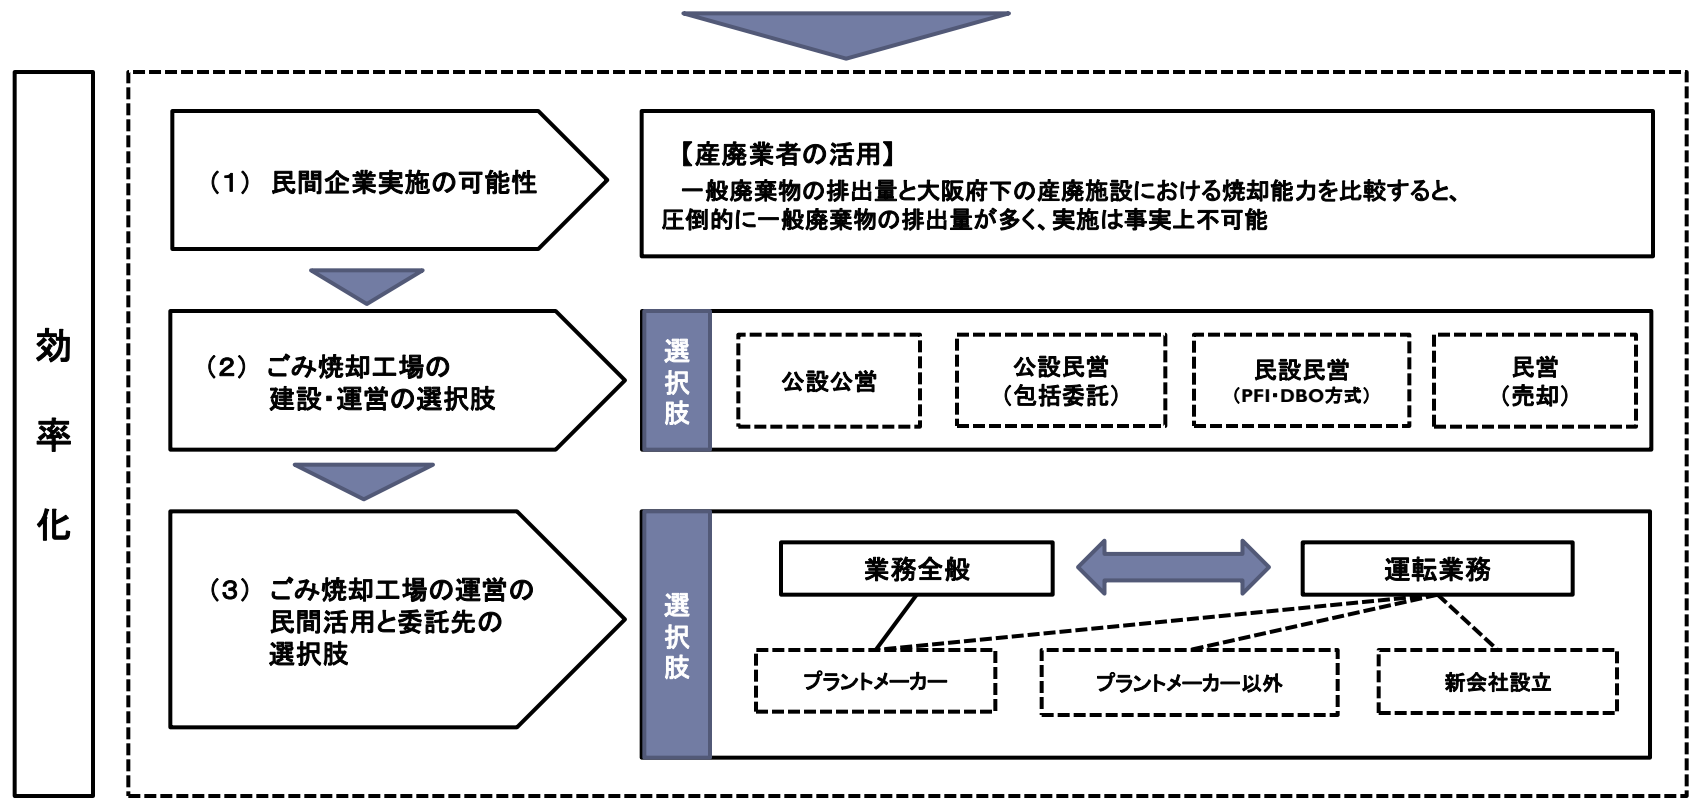 効率化
（1） 民間企業実施の可能性
【産廃業者の活用】
一般廃棄物の排出量と大阪府下の産廃施設における焼却能力を比較すると、
圧倒的に一般廃棄物の排出量が多く、実施は事実上不可能
（2） ごみ焼却工場の
建設・運営の選択肢
選択肢
公設公営
公設民営
（包括委託）
民設民営
（PFI・DBO方式）
民営
（売却）
（3） ごみ焼却工場の運営の
民間活用と委託先の
選択肢
選択肢
業務全般
運転業務
プラントメーカー
プラントメーカー以外
新会社設立